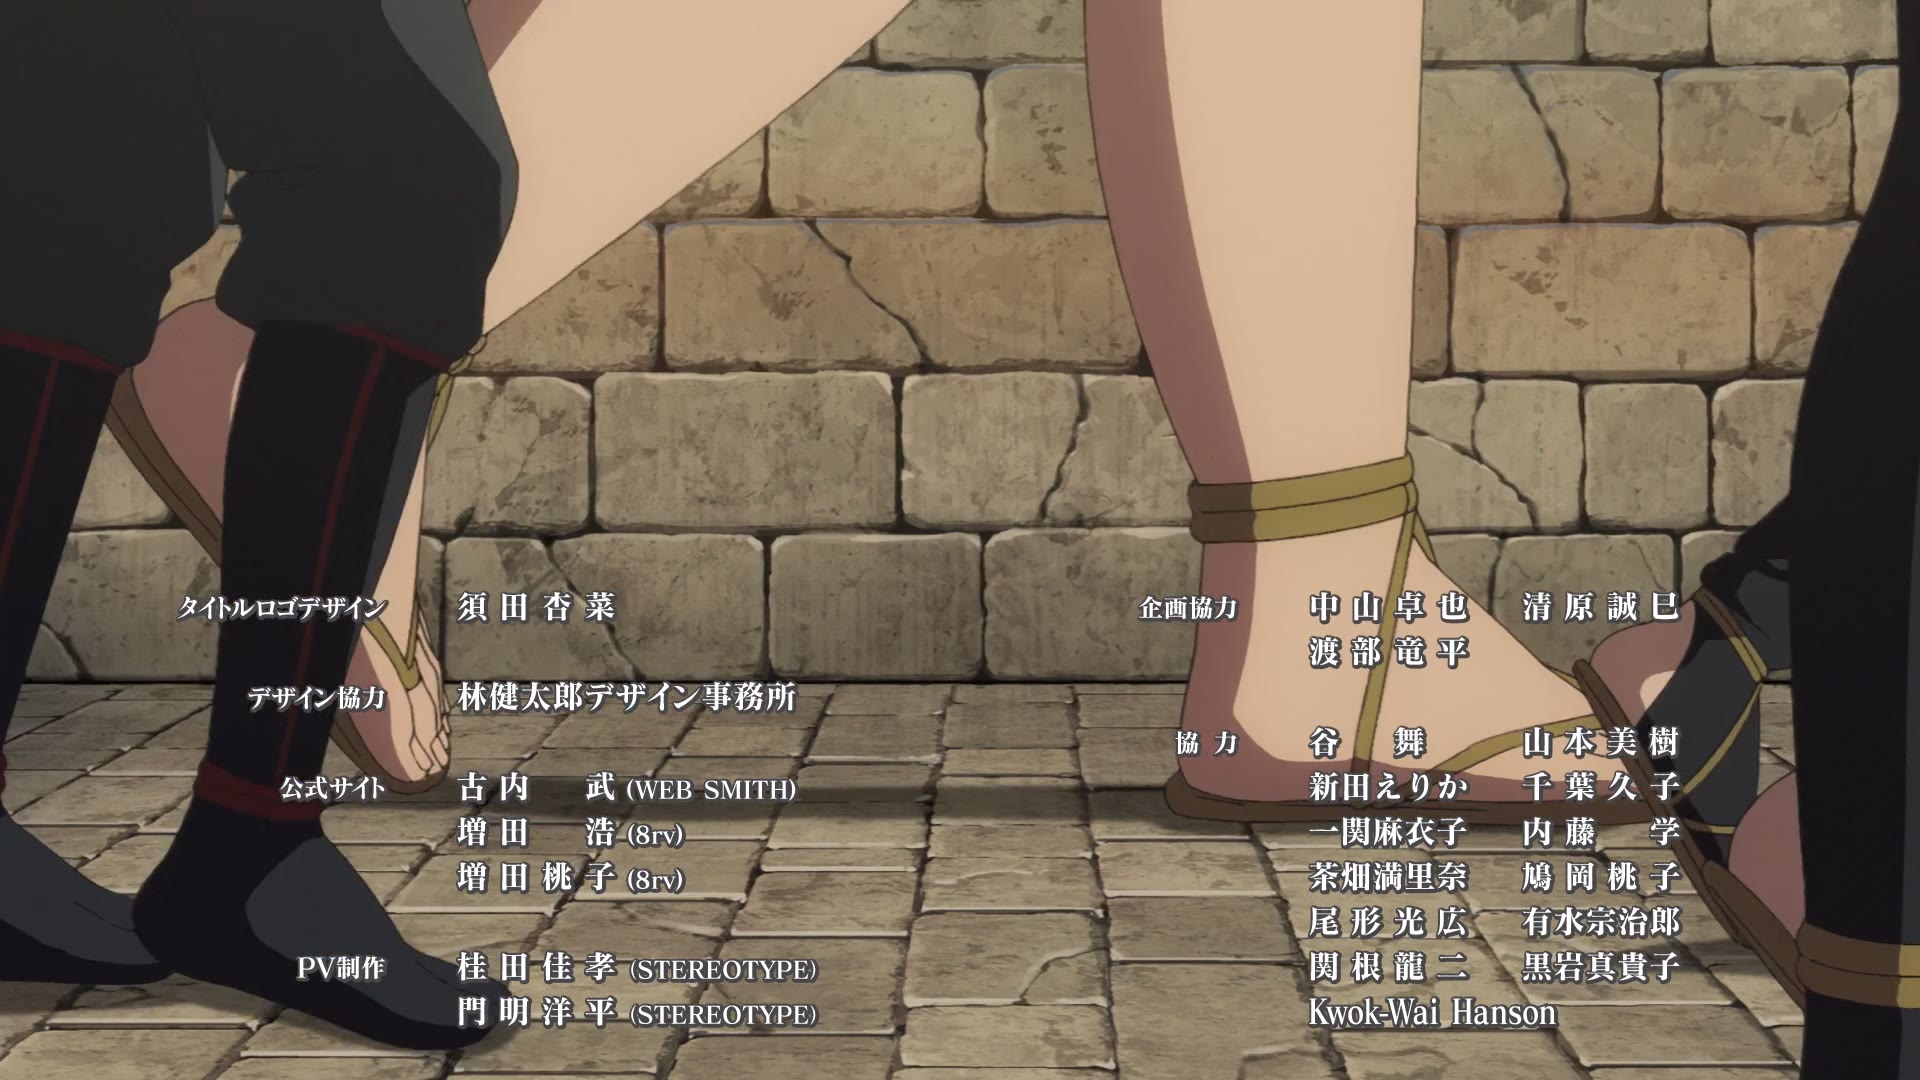 タイトルロゴデザイン 須田杏菜
デザイン協力 林健太郎デザイン事務所
公式サイト 古内 武 (WEB SMITH)
増田 浩 (8rv)
増田桃子 (8rv)
PV制作 桂田佳孝 (STEREOTYPE)
門明洋平 (STEREOTYPE)
企画協力 中山卓也 清原誠巳
渡部竜平
協力 谷 舞 山本美樹
新田えりか 千葉久子
一関麻衣子 内藤 学
茶畑満里奈 鳩岡桃子
尾形光広 有水宗治郎
関根龍二 黒岩真貴子
Kwok-Wai Hanson